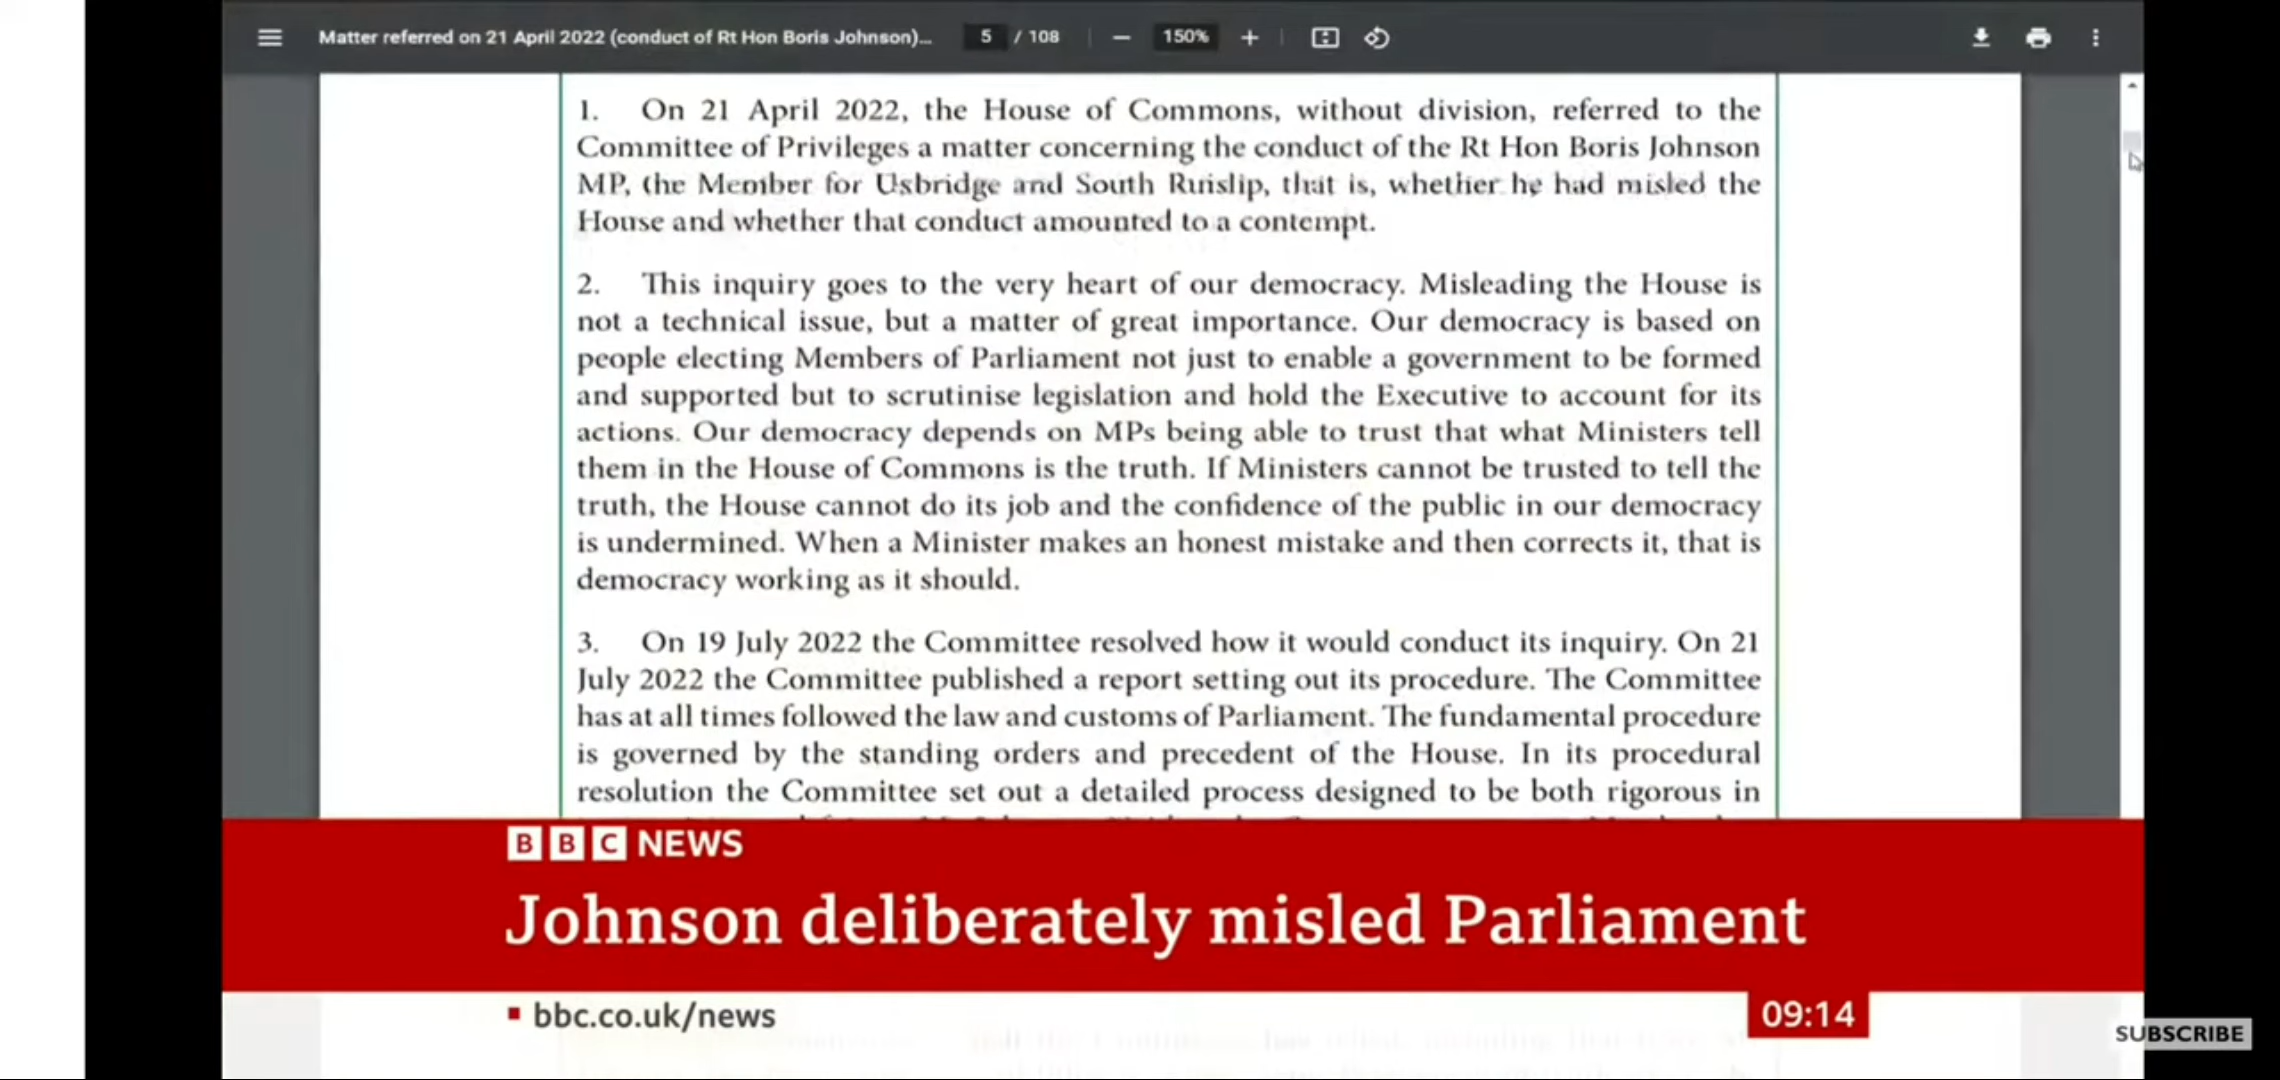 Matter referred on 21 April 2022 (conduct of Rt Hon Boris Johnson)... 5 / 108 — 150% +
1. On 21 April 2022, the House of Commons, without division, referred to the
Committee of Privileges a matter concerning the conduct of the Rt Hon Boris Johnson
MP, the Member for Uxbridge and South Ruislip, that is, whether he had misled the
House and whether that conduct amounted to a contempt.
2. This inquiry goes to the very heart of our democracy. Misleading the House is
not a technical issue, but a matter of great importance. Our democracy is based on
people electing Members of Parliament not just to enable a government to be formed
and supported but to scrutinise legislation and hold the Executive to account for its
actions. Our democracy depends on MPs being able to trust that what Ministers tell
them in the House of Commons is the truth. If Ministers cannot be trusted to tell the
truth, the House cannot do its job and the confidence of the public in our democracy
is undermined. When a Minister makes an honest mistake and then corrects it, that is
democracy working as it should.
3. On 19 July 2022 the Committee resolved how it would conduct its inquiry. On 21
July 2022 the Committee published a report setting out its procedure. The Committee
has at all times followed the law and customs of Parliament. The fundamental procedure
is governed by the standing orders and precedent of the House. In its procedural
resolution the Committee set out a detailed process designed to be both rigorous in
BBC NEWS
Johnson deliberately misled Parliament
bbc.co.uk/news
09:14
SUBSCRIBE